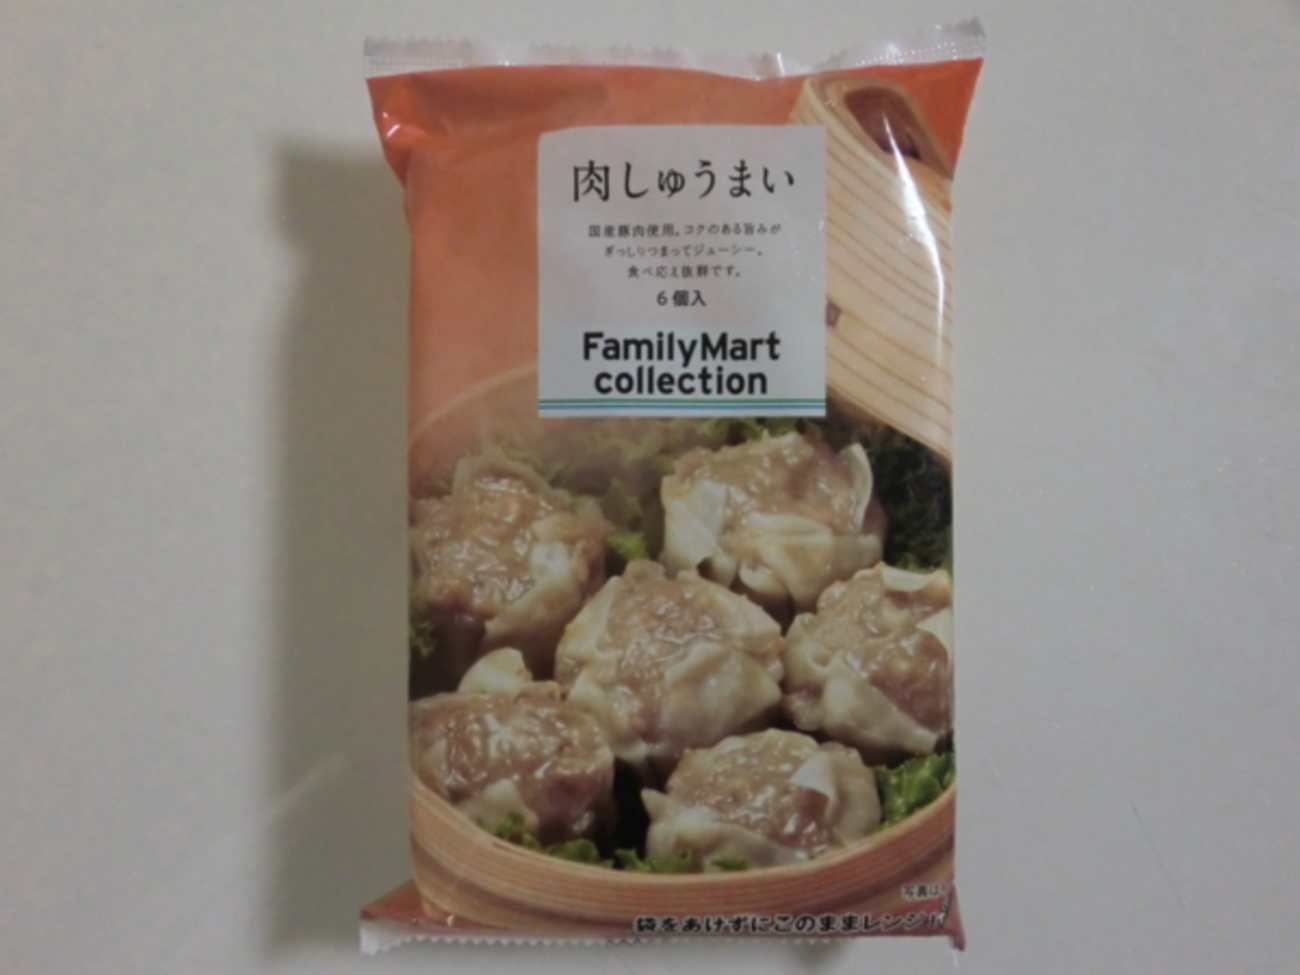 肉しゅうまい
国産豚肉使用。コクのある旨みが
ぎっしりつまってジューシー。
食べ応え抜群です。
6個入
FamilyMart
collection
写真は
袋をあけずにこのままレンジ